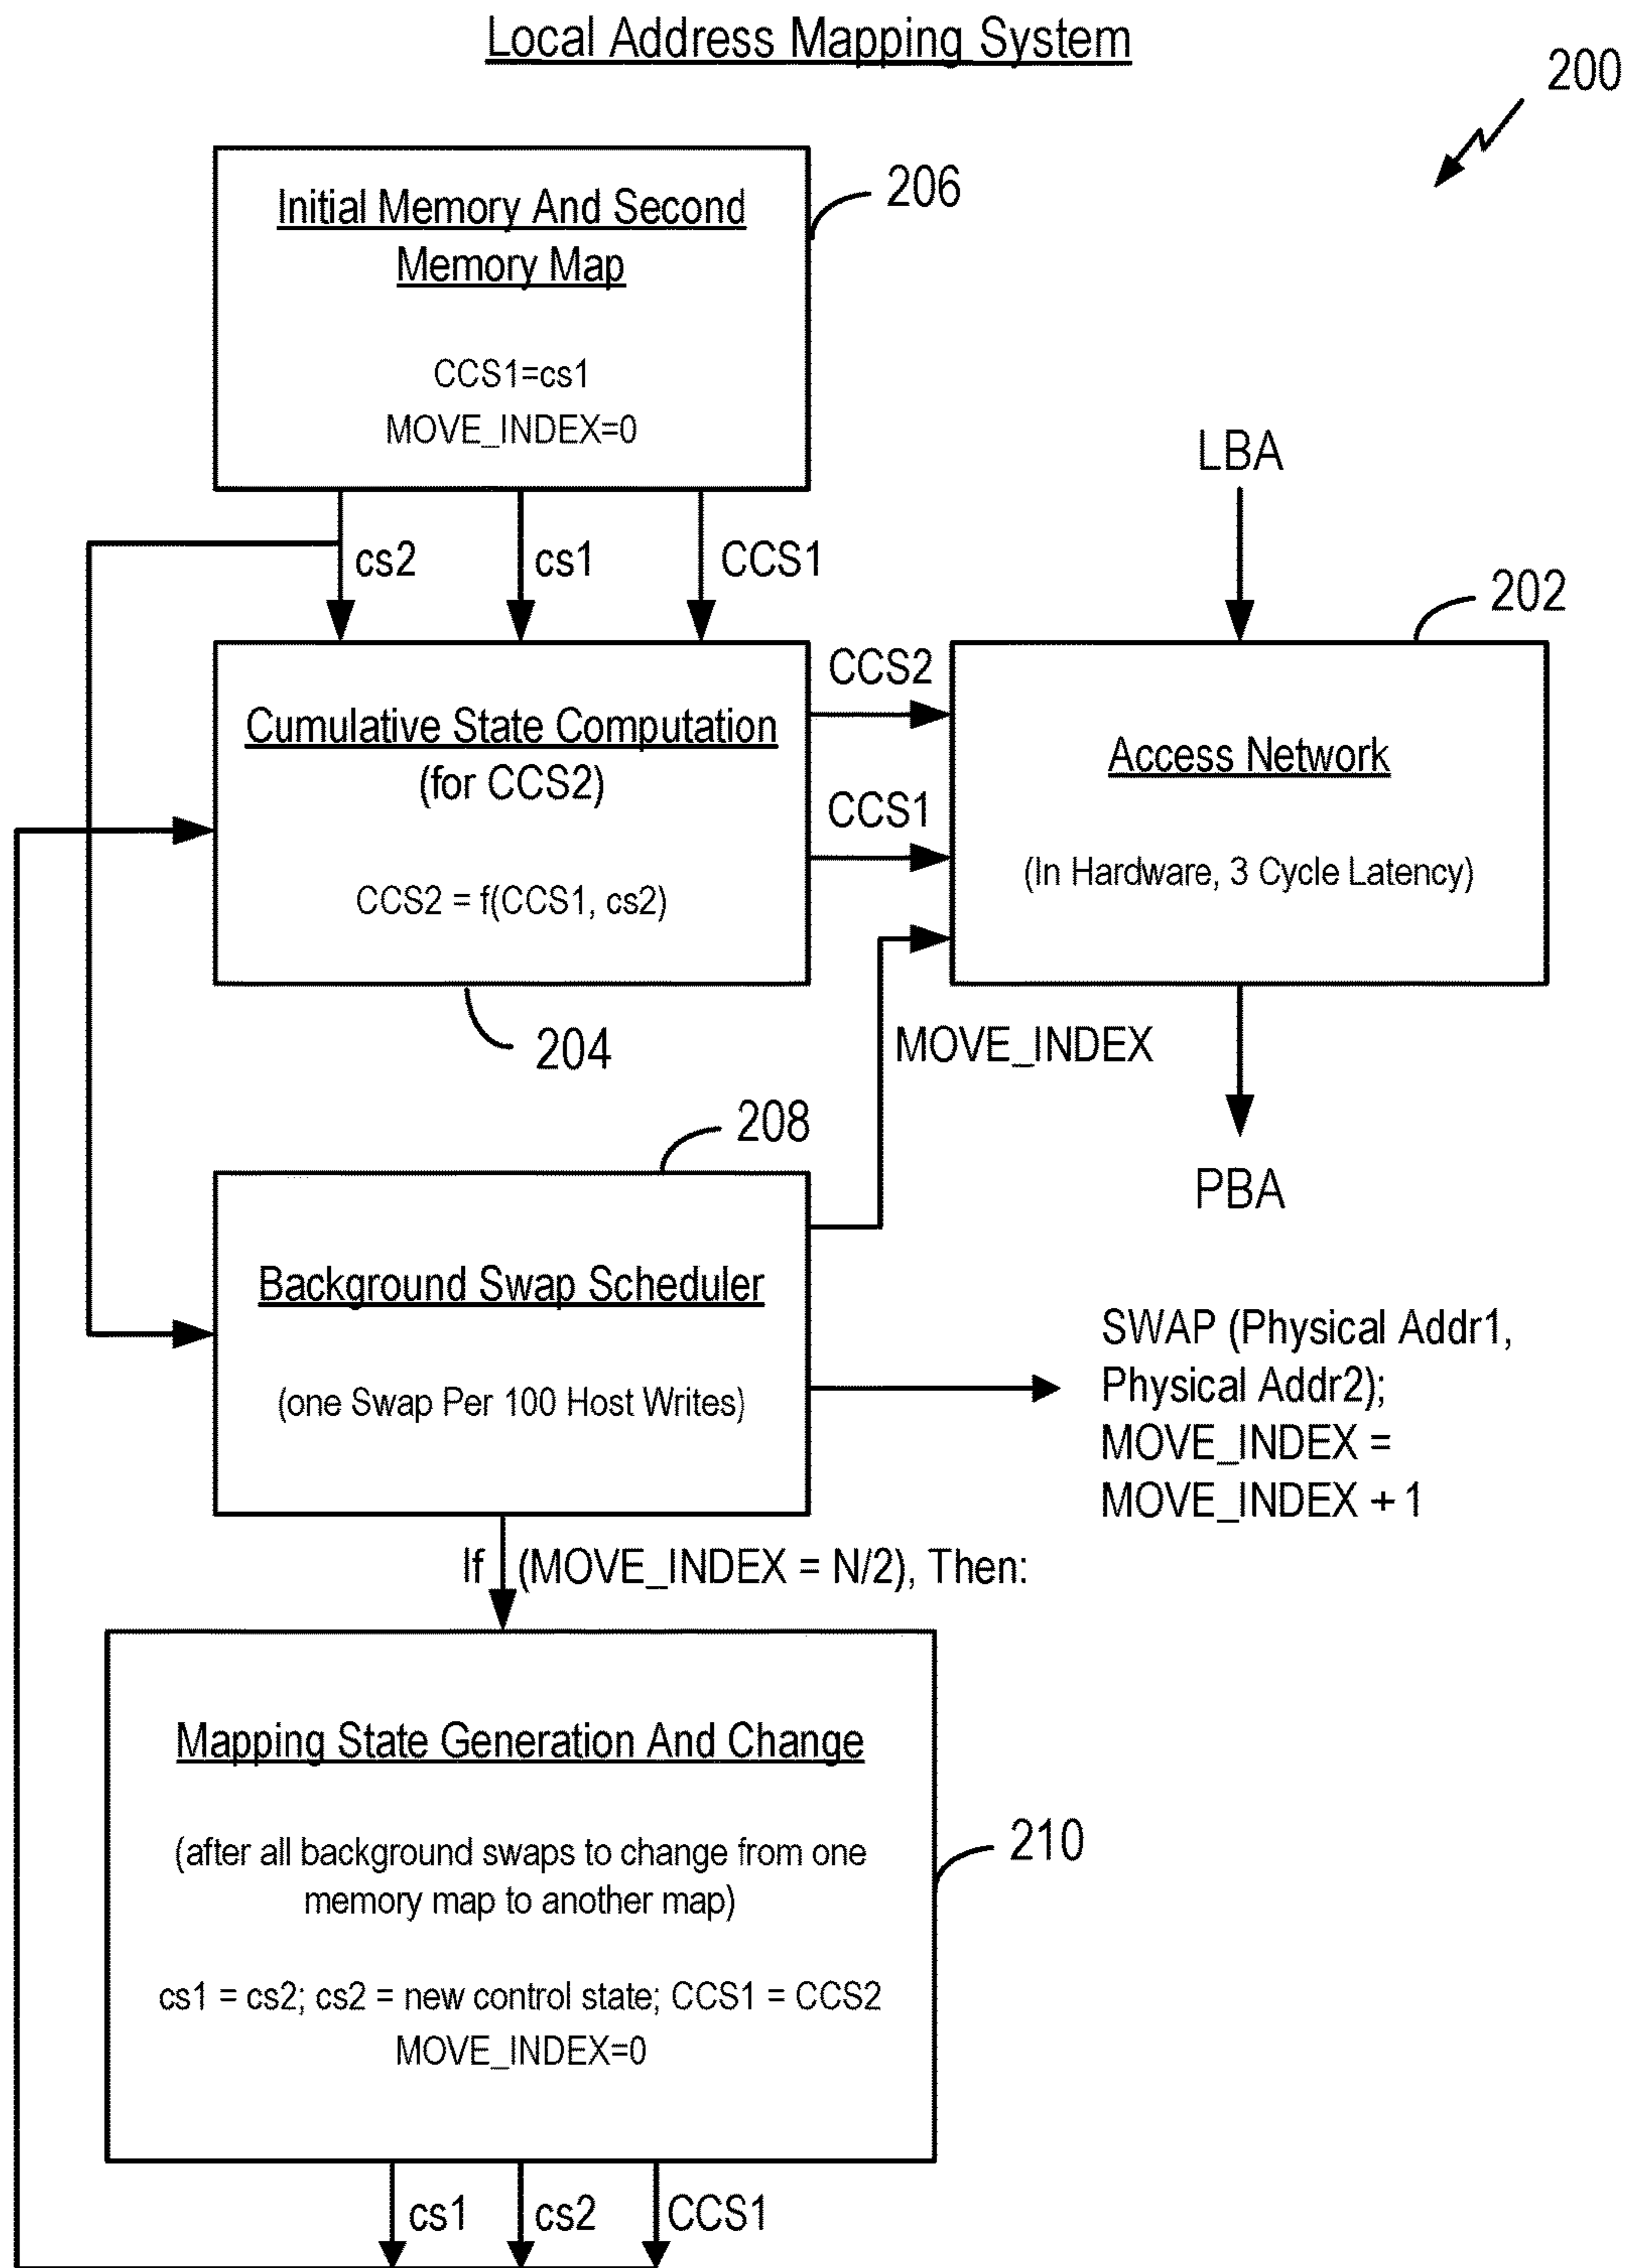 Local Address Mapping System
200
Initial Memory And Second
Memory Map
CCS1=cs1
MOVE_INDEX=0
206
LBA
cs2
cs1
CCS1
202
Cumulative State Computation
(for CCS2)
CCS2 = f(CCS1, cs2)
204
CCS2
CCS1
Access Network
(In Hardware, 3 Cycle Latency)
MOVE_INDEX
PBA
208
Background Swap Scheduler
(one Swap Per 100 Host Writes)
SWAP (Physical Addr1,
Physical Addr2);
MOVE_INDEX =
MOVE_INDEX + 1
If (MOVE_INDEX = N/2), Then:
Mapping State Generation And Change
(after all background swaps to change from one
memory map to another map)
cs1 = cs2; cs2 = new control state; CCS1 = CCS2
MOVE_INDEX=0
210
cs1
cs2
CCS1